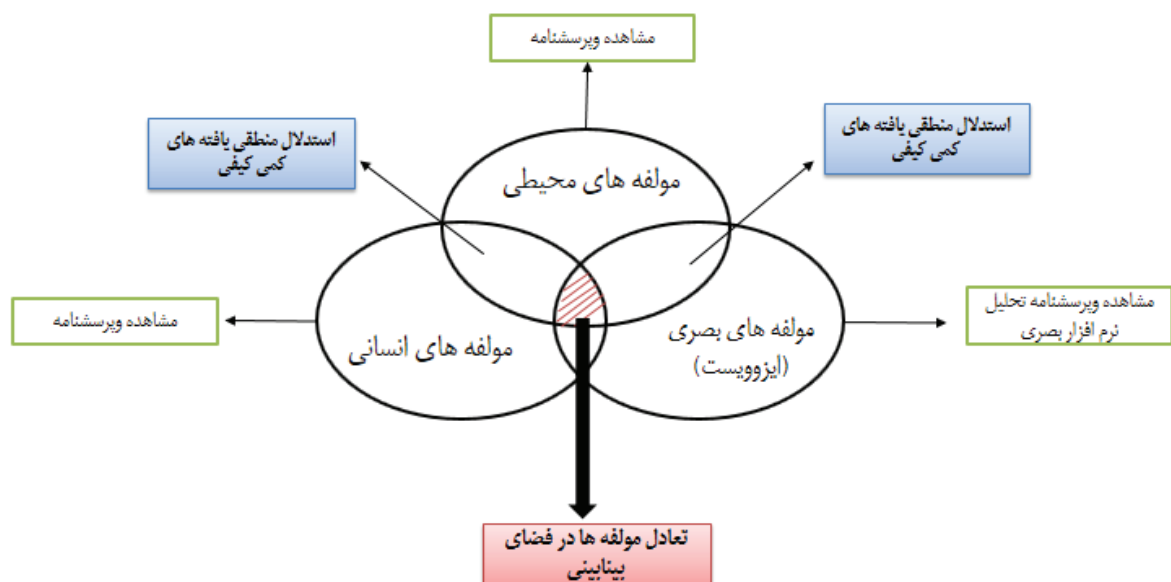 مشاهده وپرسشنامه
استدلال منطقی یافته های
کمی کیفی
استدلال منطقی یافته های
کمی کیفی
مولفه های محیطی
مشاهده وپرسشنامه تحلیل
نرم افزار بصری
مولفه های بصری
(ایزوویست)
مولفه های انسانی
مشاهده وپرسشنامه
تعادل مولفه ها در فضای
بینابینی